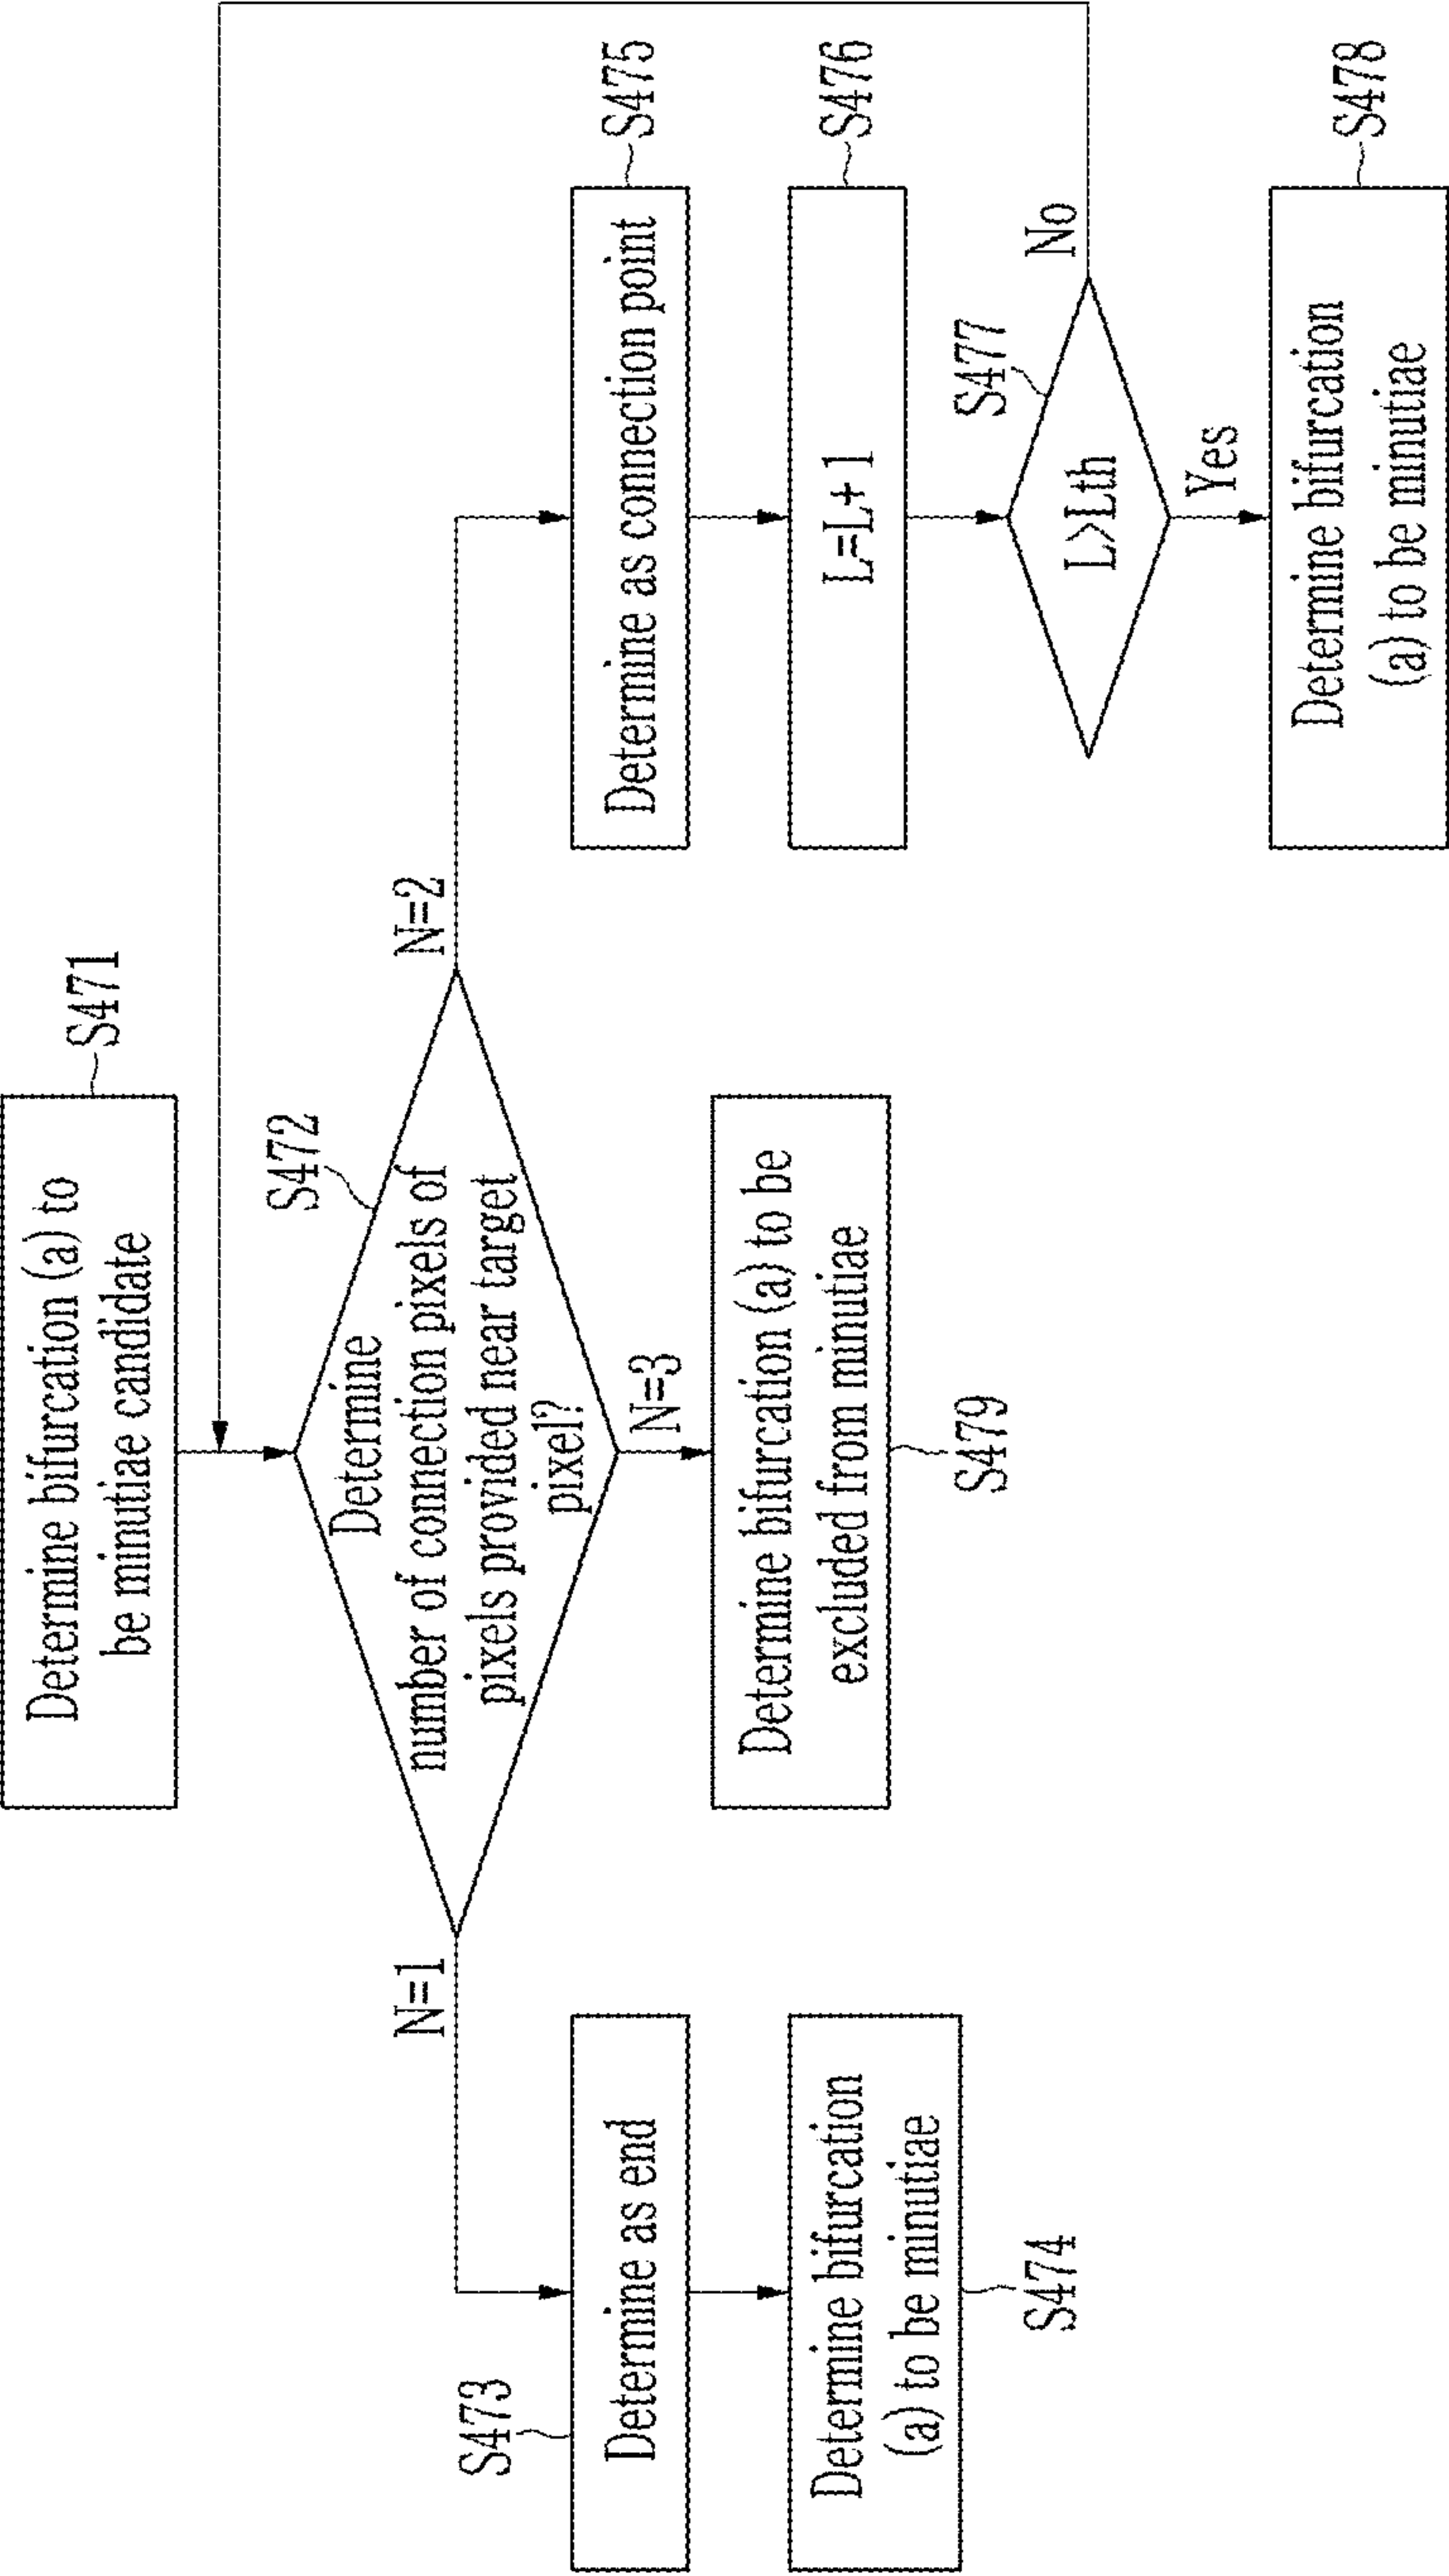 S471
Determine bifurcation (a) to
be minutiae candidate
S472
Determine
number of connection pixels of
pixels provided near target
pixel?
N=1
N=2
N=3
S473
Determine as end
Determine bifurcation
(a) to be minutiae
S474
Determine bifurcation (a) to be
excluded from minutiae
S479
S475
Determine as connection point
S476
L=L+1
S477
L>Lth
No
Yes
S478
Determine bifurcation
(a) to be minutiae